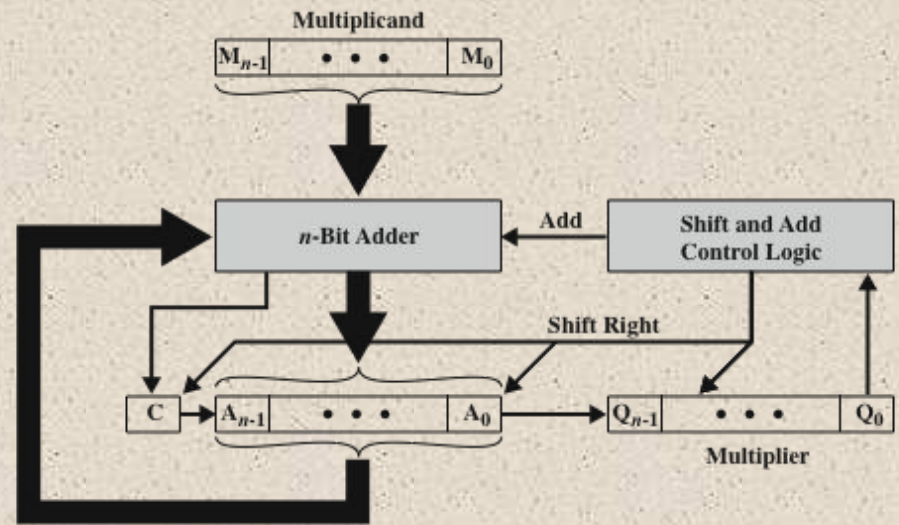 Multiplicand
Mn-1 • • • M0
n-Bit Adder
Add
Shift and Add
Control Logic
Shift Right
C
An-1 • • • A0
Qn-1 • • • Q0
Multiplier